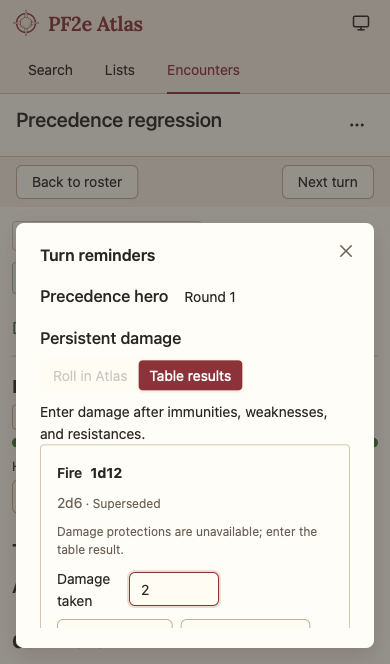 PF2e Atlas
Search Lists Encounters
Precedence regression
...
Back to roster Next turn
Turn reminders
Precedence hero Round 1
Persistent damage
Roll in Atlas Table results
Enter damage after immunities, weaknesses,
and resistances.
Fire 1d12
2d6 · Superseded
Damage protections are unavailable; enter the
table result.
Damage
taken
2